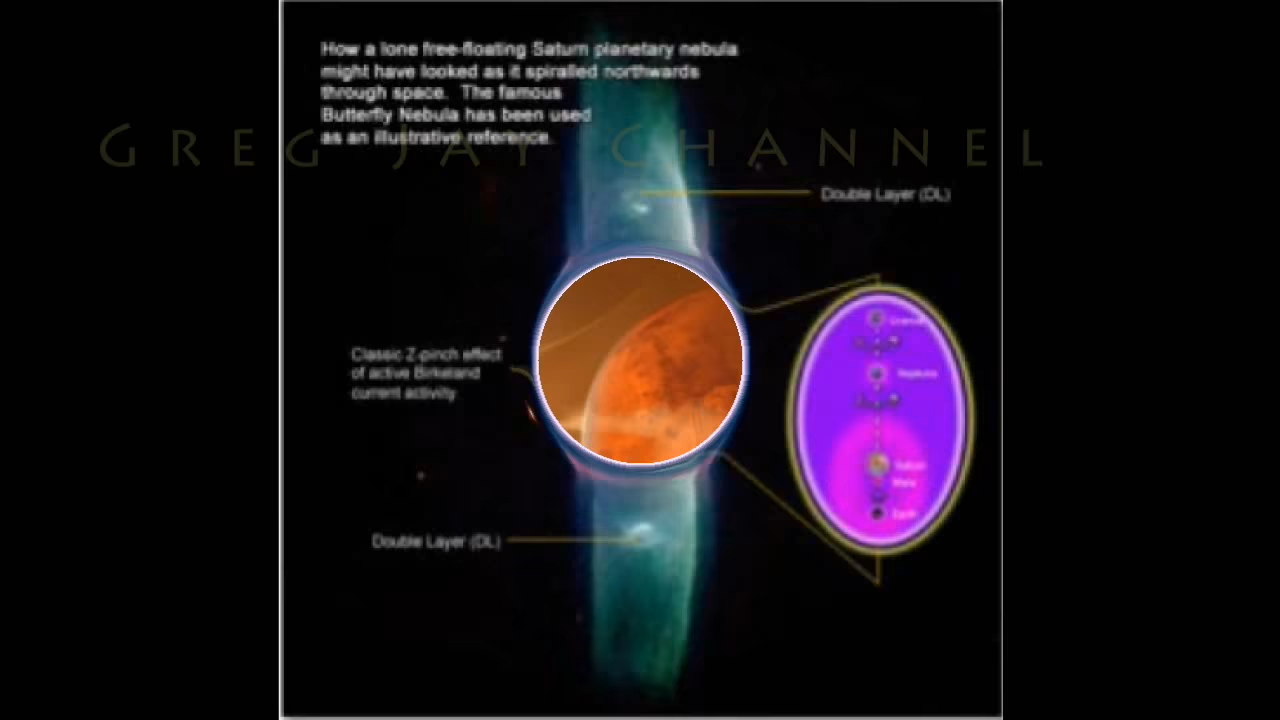 How a lone free-floating Saturn planetary nebula
might have looked as it spiralled northwards
through space. The famous
Butterfly Nebula has been used
as an illustrative reference.
GREG JAY CHANNEL
Double Layer (DL)
Classic Z-pinch effect
of active Birkeland
current activity
Neptune
Mars
Earth
Double Layer (DL)